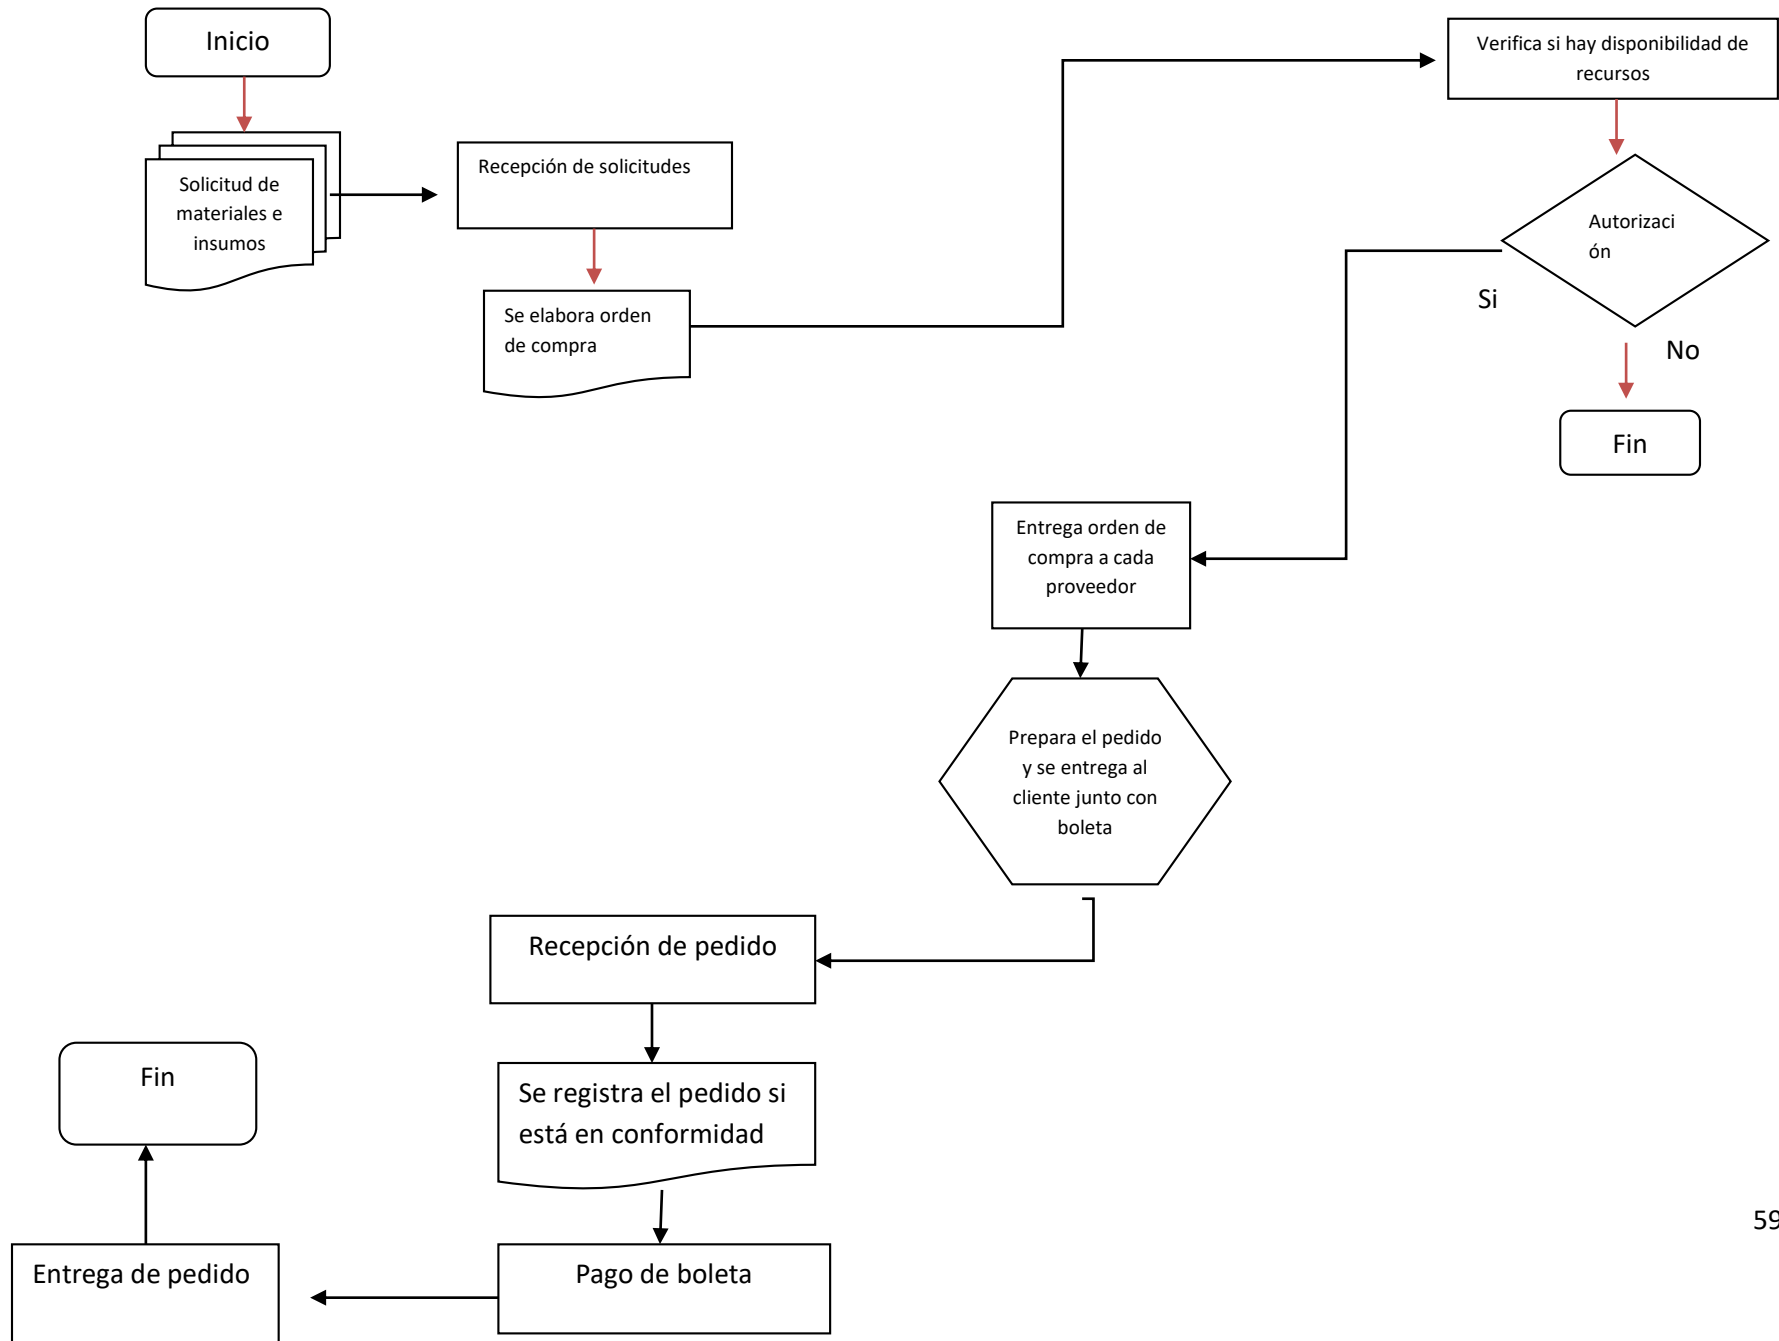 Inicio
Solicitud de
materiales e
insumos
Recepción de solicitudes
Se elabora orden
de compra
Verifica si hay disponibilidad de
recursos
Autorizaci
ón
Si
No
Fin
Entrega orden de
compra a cada
proveedor
Prepara el pedido
y se entrega al
cliente junto con
boleta
Recepción de pedido
Se registra el pedido si
está en conformidad
Pago de boleta
Entrega de pedido
Fin
59